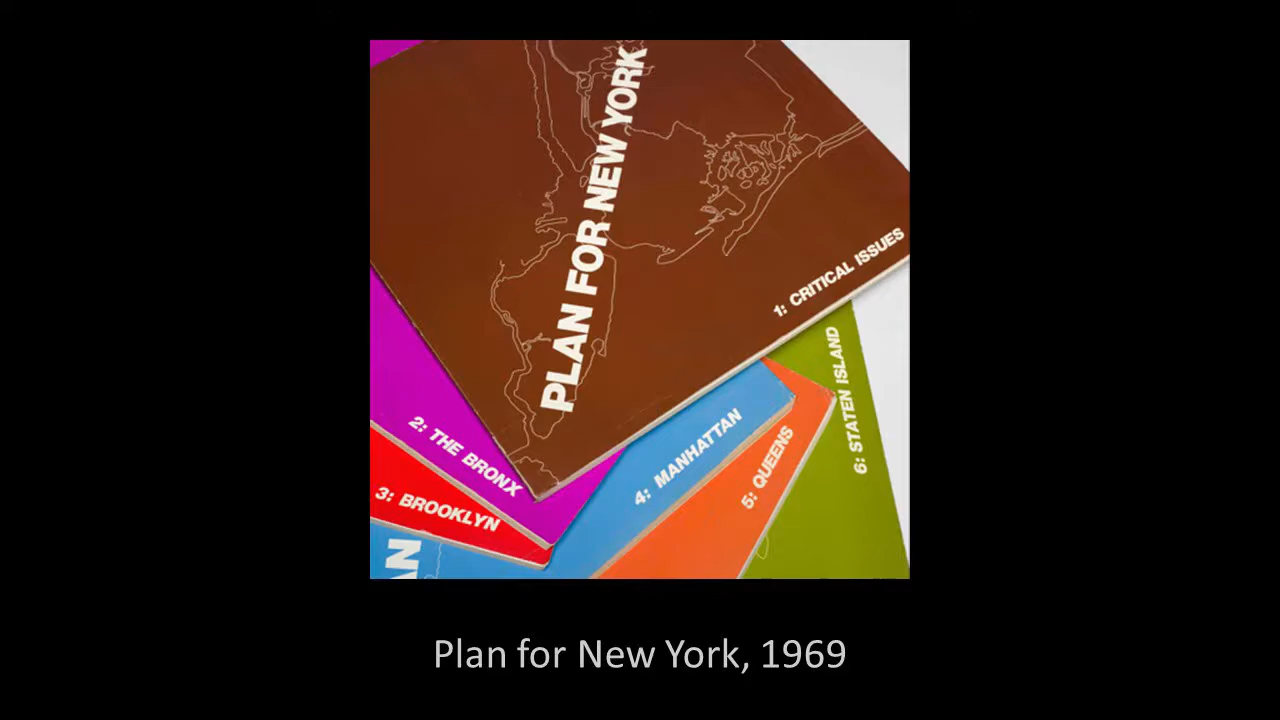 PLAN FOR NEW YORK
1: CRITICAL ISSUES
2: THE BRONX
3: BROOKLYN
4: MANHATTAN
5: QUEENS
6: STATEN ISLAND
AN
Plan for New York, 1969